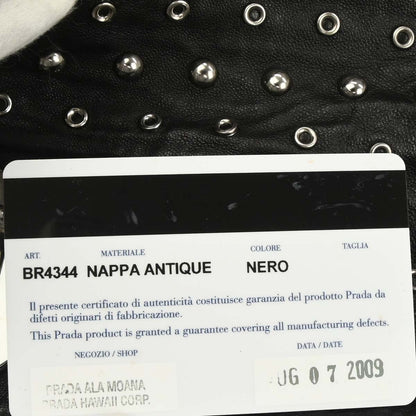 ART. MATERIALE COLORE TAGLIA
BR4344 NAPPA ANTIQUE NERO
Il presente certificato di autenticità costituisce garanzia del prodotto Prada da
difetti originari di fabbricazione.
This Prada product is granted a guarantee covering all manufacturing defects.
NEGOZIO / SHOP DATA / DATE
PRADA ALA MOANA UG 07 2009
PRADA HAWAII CORP.